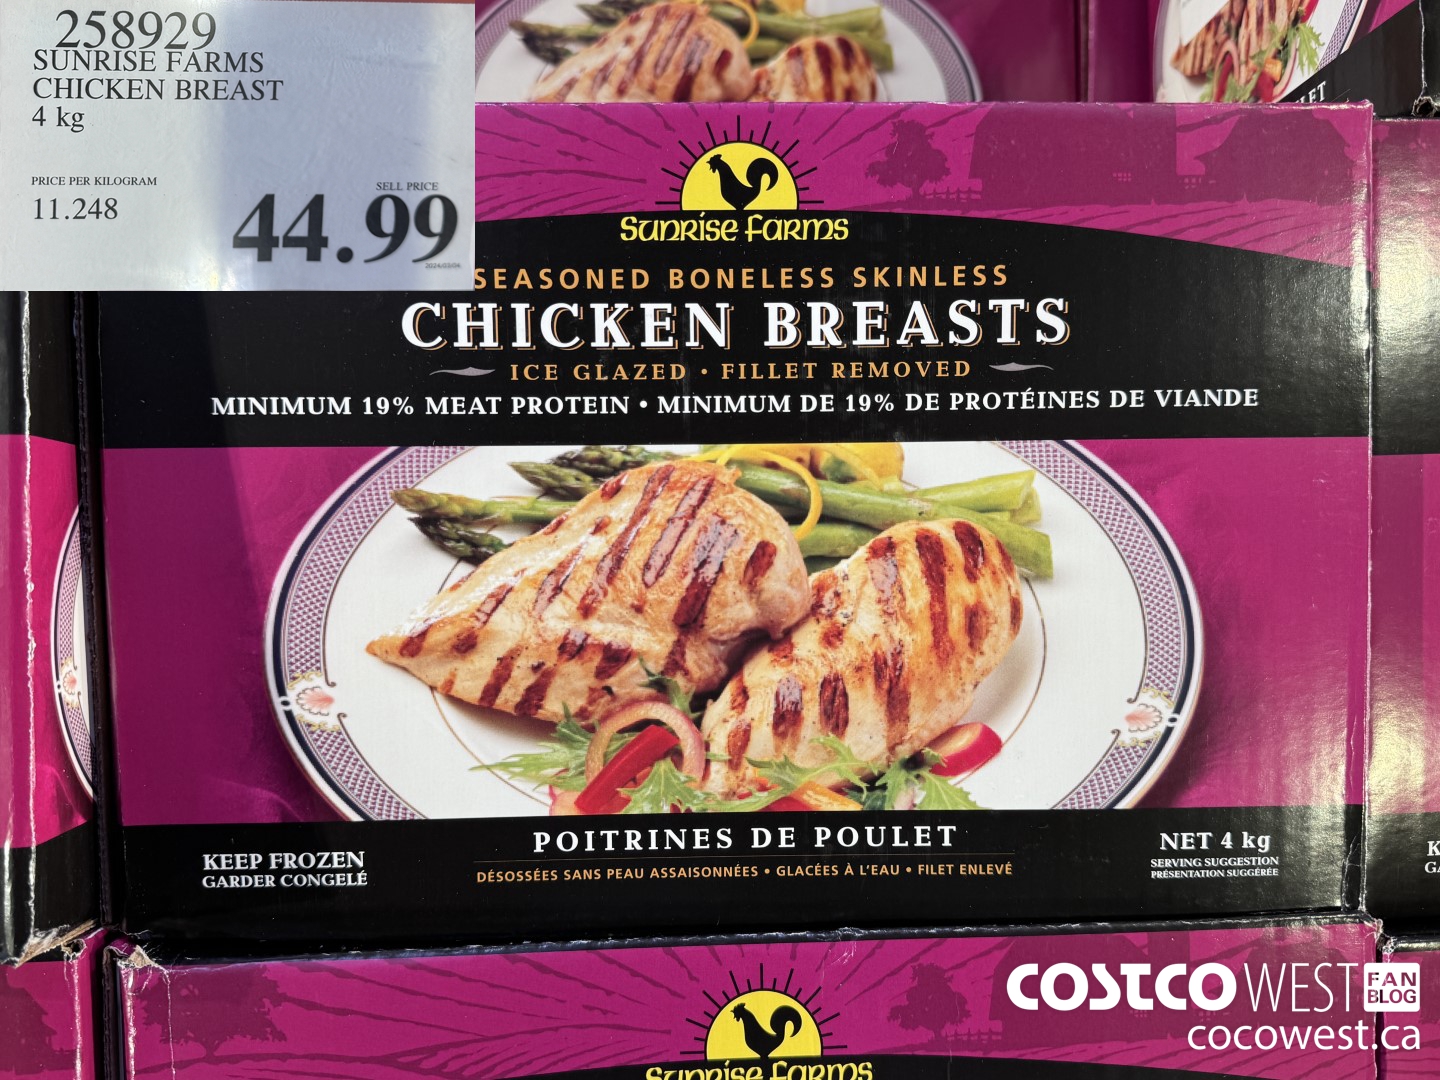 258929
SUNRISE FARMS
CHICKEN BREAST
4 kg
PRICE PER KILOGRAM
11.248
SELL PRICE
44.99
Sunrise Farms
SEASONED BONELESS SKINLESS
CHICKEN BREASTS
ICE GLAZED • FILLET REMOVED
MINIMUM 19% MEAT PROTEIN • MINIMUM DE 19% DE PROTÉINES DE VIANDE
POITRINES DE POULET
DÉSOSSÉES SANS PEAU ASSAISONNÉES • GLACÉES À L'EAU • FILET ENLEVÉ
KEEP FROZEN
GARDER CONGELÉ
NET 4 kg
SERVING SUGGESTION
PRÉSENTATION SUGGÉRÉE
Sunrise Farms
COSTCO WEST FAN BLOG
cocowest.ca